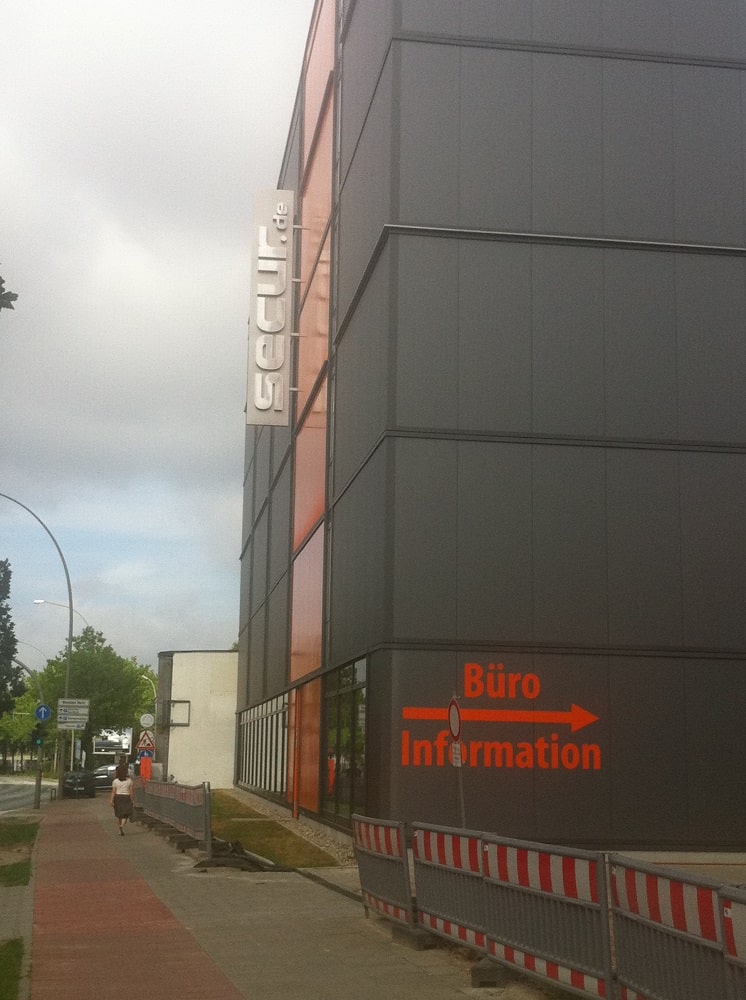 secur.de
Büro
Information